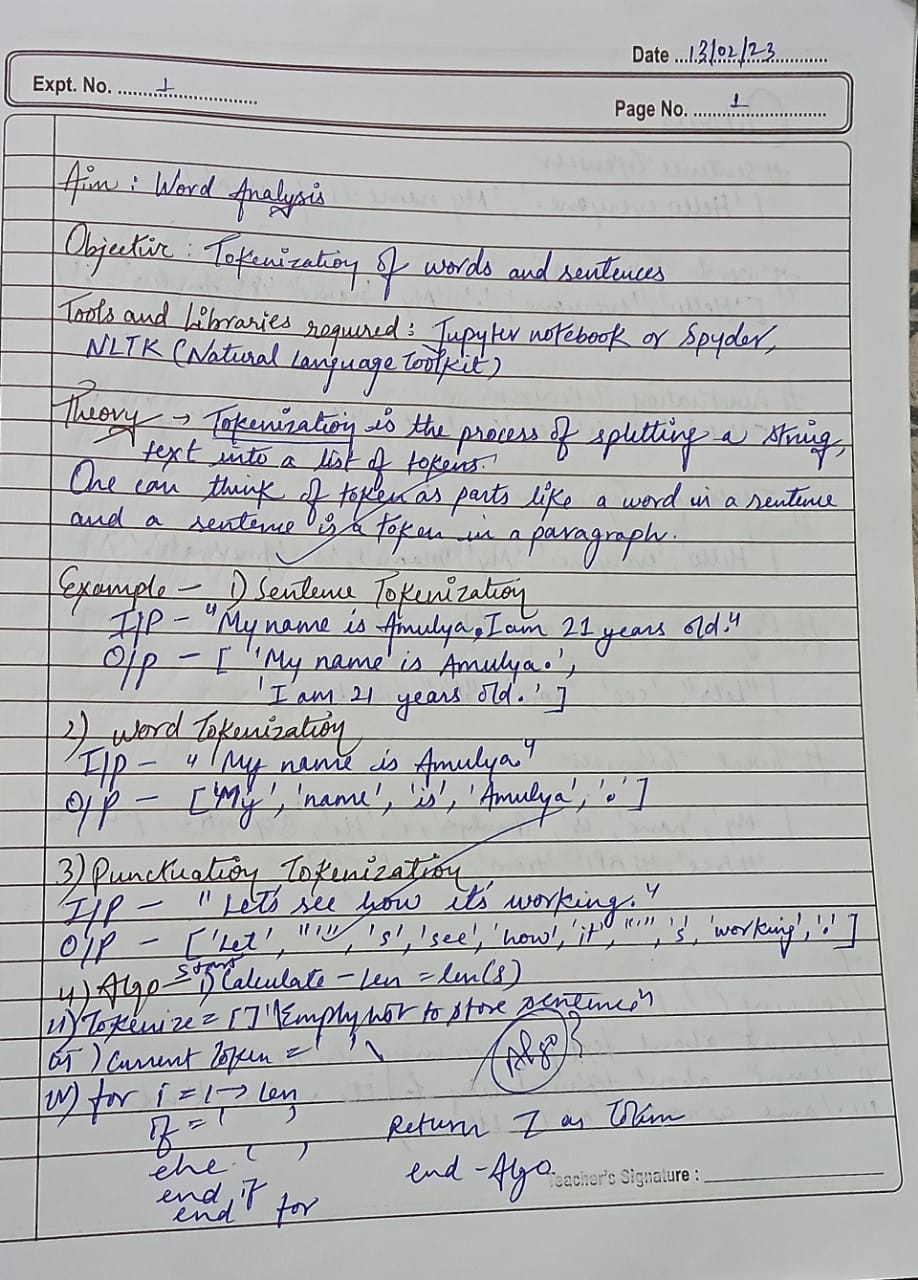 Date ...13/02/23............
Expt. No. ......1..................
Page No. .......1..................
Aim : Word Analysis
Objective : Tokenization of words and sentences
Tools and Libraries required : Jupyter notebook or Spyder,
NLTK (Natural Language Toolkit)
Theory → Tokenization is the process of splitting a string,
text into a list of tokens.
One can think of token as parts like a word in a sentence
and a sentence is a token in a paragraph.
Example - 1) Sentence Tokenization
I/P - "My name is Amulya. I am 21 years old."
O/p - [ 'My name is Amulya.',
'I am 21 years old.' ]
2) Word Tokenization
I/p - "My name is Amulya"
O/p - ['My', 'name', 'is', 'Amulya', '.']
3) Punctuation Tokenization
I/P - "Let's see how it's working."
O/P - ['Let', "'", 's', 'see', 'how', 'it', "'", 's', 'working', '.']
4) Algo - Start i) Calculate - len = len(s)
ii) Tokenize = [ ] "Empty to store sentence"
) Current Token = ' '
Algo
iv) for i = 1 → len
if = ( )
Return as Token
else ( )
end - Algo.
Teacher's Signature :
end if
end for